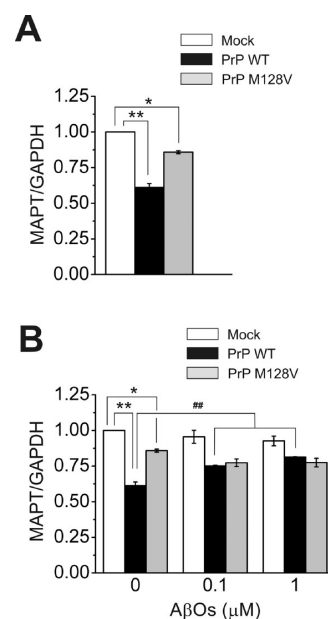 A
Mock
PrP WT
PrP M128V
MAPT/GAPDH
1.25
1.00
0.75
0.50
0.25
0.00
*
**
B
Mock
PrP WT
PrP M128V
MAPT/GAPDH
1.25
1.00
0.75
0.50
0.25
0.00
*
**
##
0 0.1 1
AβOs (μM)